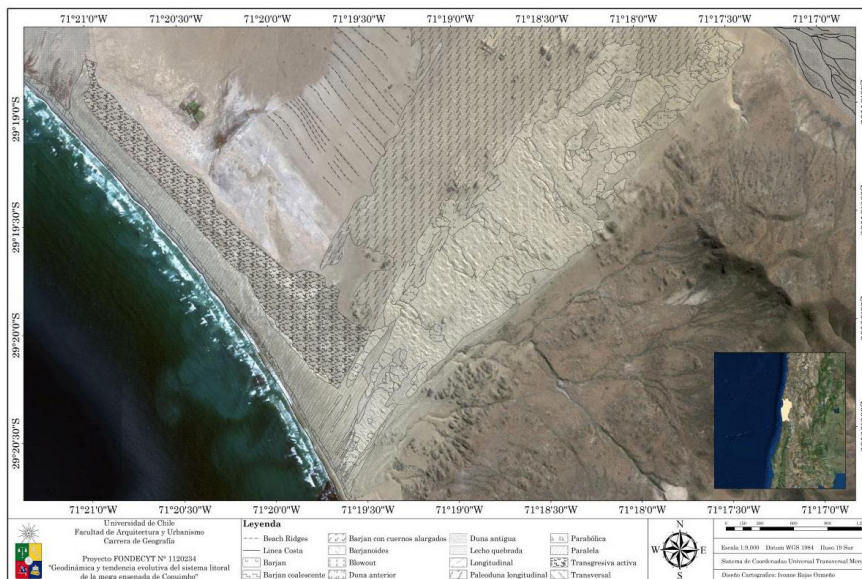 71°21'0"W 71°20'30"W 71°20'0"W 71°19'30"W 71°19'0"W 71°18'30"W 71°18'0"W 71°17'30"W 71°17'0"W
29°19'0"S
29°19'30"S
29°20'0"S
29°20'30"S
71°21'0"W 71°20'30"W 71°20'0"W 71°19'30"W 71°19'0"W 71°18'30"W 71°18'0"W 71°17'30"W 71°17'0"W
Universidad de Chile
Facultad de Arquitectura y Urbanismo
Carrera de Geografía
Proyecto FONDECYT N° 1120234
"Geodinámica y tendencia evolutiva del sistema litoral
de la mega ensenada de Coquimbo"
Leyenda
Beach Ridges
Linea Costa
Barjan
Barjan coalescente
Barjan con cuernos alargados
Barjanoides
Blowout
Duna anterior
Duna antigua
Lecho quebrada
Longitudinal
Paleoduna longitudinal
Parabólica
Paralela
Transgresiva activa
Transversal
N
W E
S
Escala 1:9.000 Datum WGS 1984 Huso 19 Sur
Sistema de Coordenadas Universal Transversal
Diseño Cartográfico: Ivonne Rojas Ormeño